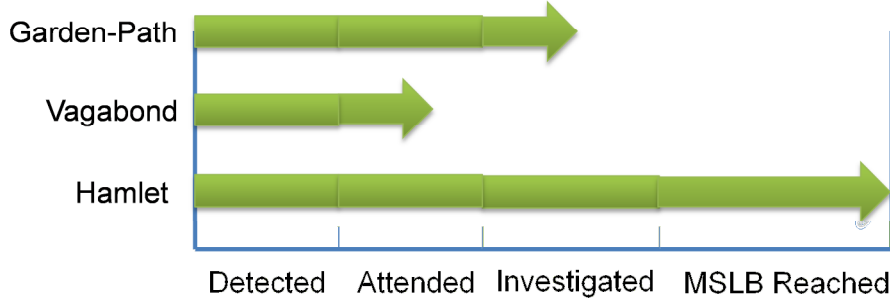 Garden-Path
Vagabond
Hamlet
Detected Attended Investigated MSLB Reached